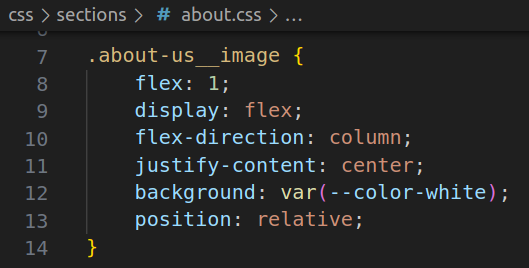 css > sections > # about.css > ...
7 .about-us__image {
8 flex: 1;
9 display: flex;
10 flex-direction: column;
11 justify-content: center;
12 background: var(--color-white);
13 position: relative;
14 }